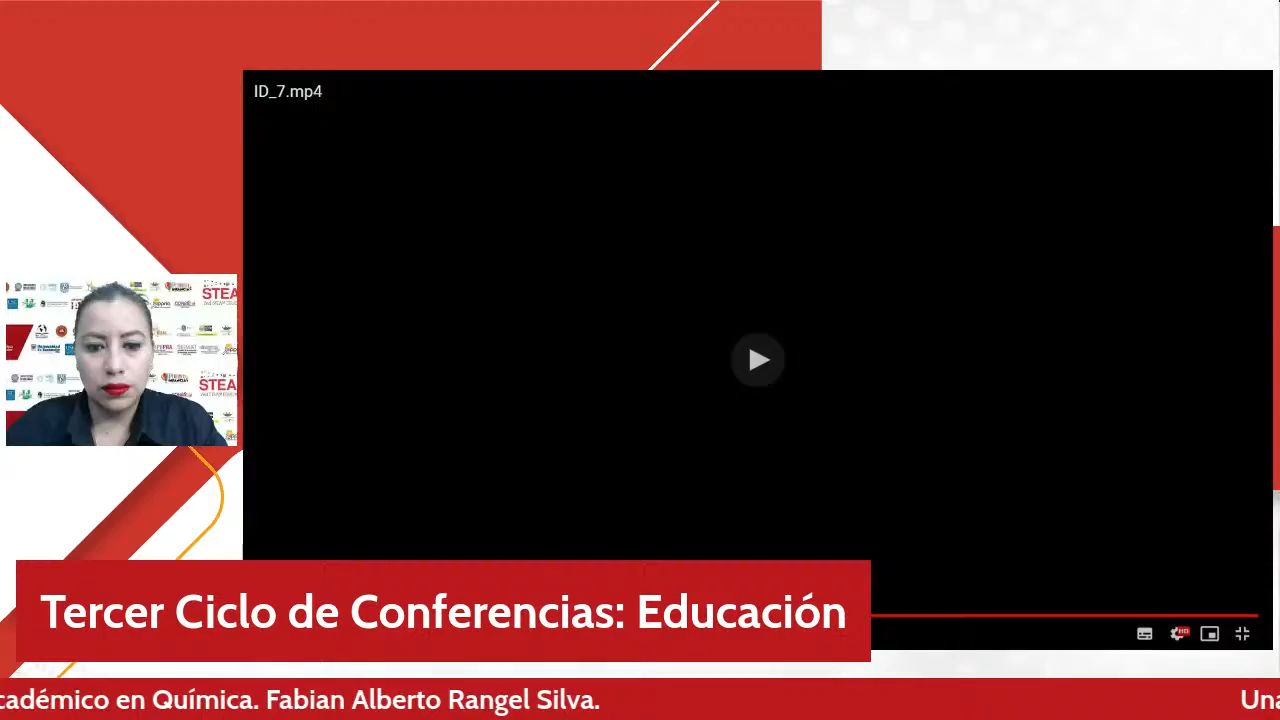 ID_7.mp4
STEA
STEA
Tercer Ciclo de Conferencias: Educación
cadémico en Química. Fabian Alberto Rangel Silva.
Una